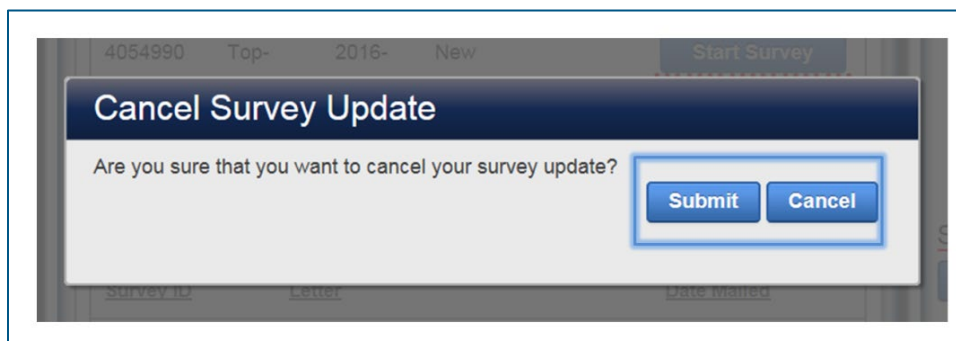 4054990 Top- 2016- New Start Survey
Cancel Survey Update
Are you sure that you want to cancel your survey update?
Submit Cancel
S
Survey ID Letter Date Mailed